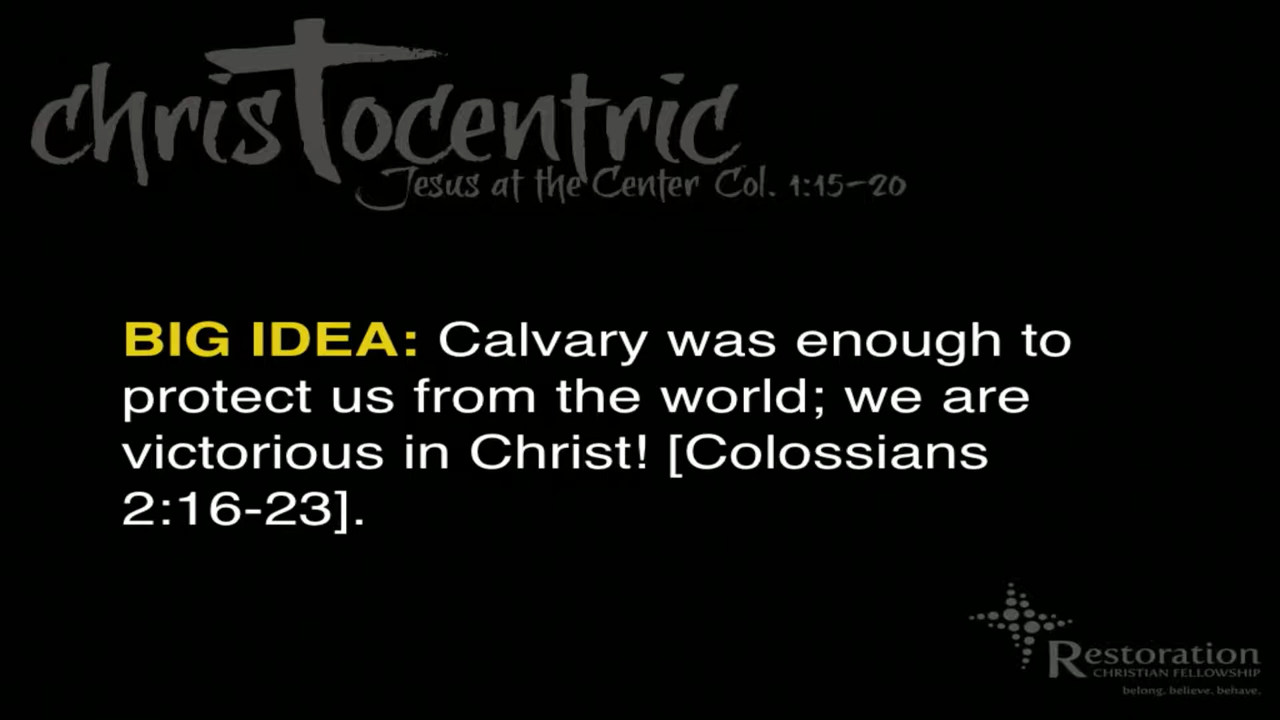 chrisTocentric
Jesus at the Center Col. 1:15-20
BIG IDEA: Calvary was enough to
protect us from the world; we are
victorious in Christ! [Colossians
2:16-23].
Restoration
CHRISTIAN FELLOWSHIP
belong. believe. behave.